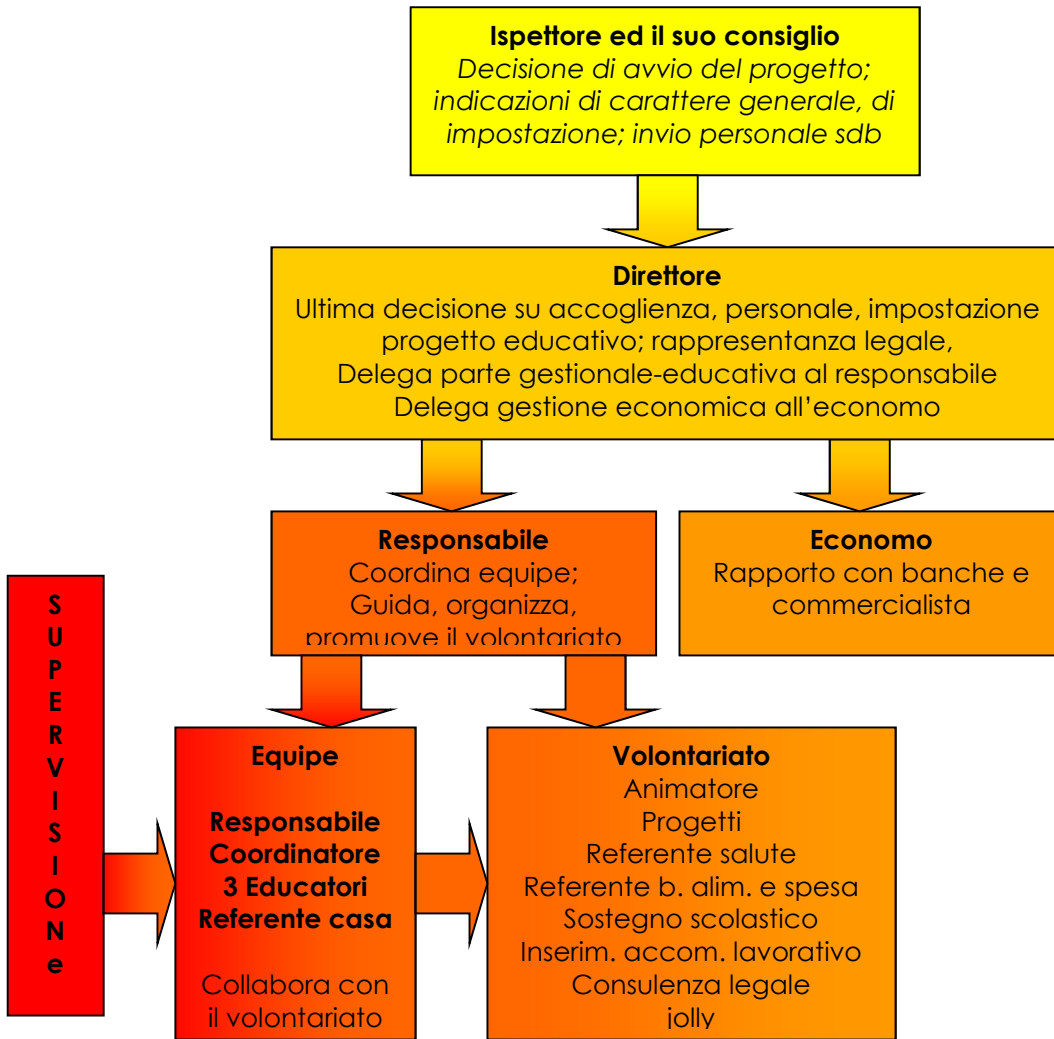 Ispettore ed il suo consiglio
Decisione di avvio del progetto;
indicazioni di carattere generale, di
impostazione; invio personale sdb
Direttore
Ultima decisione su accoglienza, personale, impostazione
progetto educativo; rappresentanza legale,
Delega parte gestionale-educativa al responsabile
Delega gestione economica all’economo
Responsabile
Coordina equipe;
Guida, organizza,
promuove il volontariato
Economo
Rapporto con banche e
commercialista
S
U
P
E
R
V
I
S
I
O
N
e
Equipe
Responsabile
Coordinatore
3 Educatori
Referente casa
Collabora con
il volontariato
Volontariato
Animatore
Progetti
Referente salute
Referente b. alim. e spesa
Sostegno scolastico
Inserim. accom. lavorativo
Consulenza legale
jolly